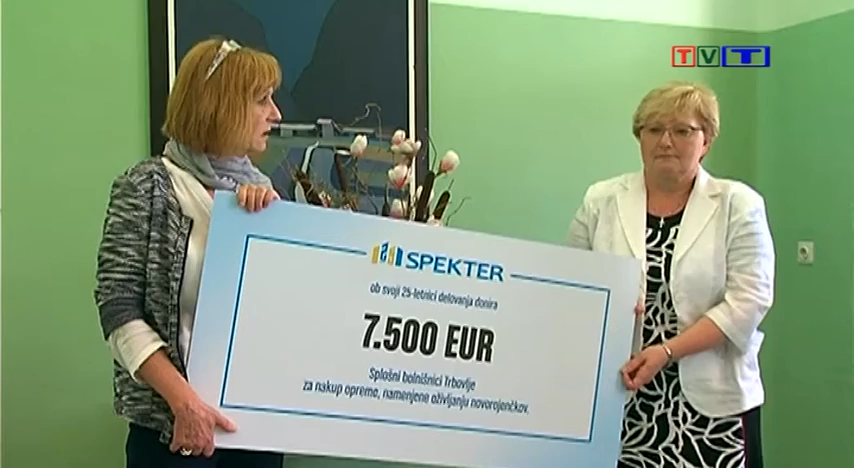 TVT
SPEKTER
ob svoji 25-letnici delovanja donira
7.500 EUR
Splošni bolnišnici Trbovlje
za nakup opreme, namenjene oživljanju novorojenčkov.